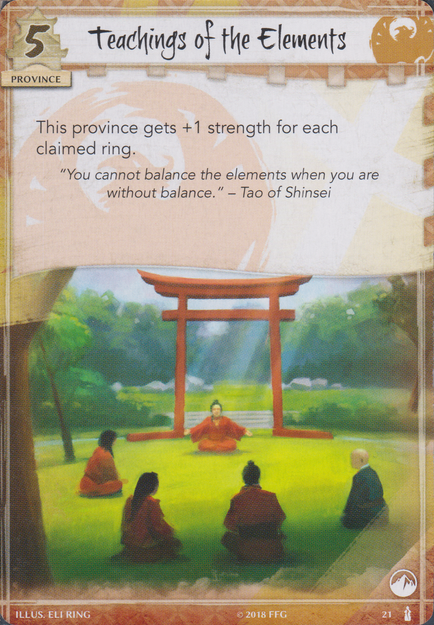 5
Teachings of the Elements
PROVINCE
This province gets +1 strength for each
claimed ring.
“You cannot balance the elements when you are
without balance.” – Tao of Shinsei
ILLUS. ELI RING
© 2018 FFG
21